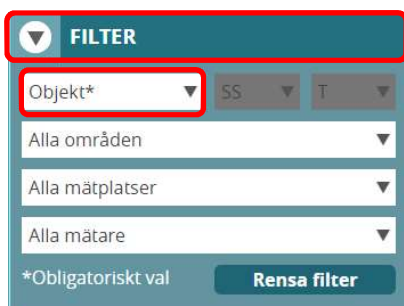 FILTER
Objekt* SS T
Alla områden
Alla mätplatser
Alla mätare
*Obligatoriskt val Rensa filter